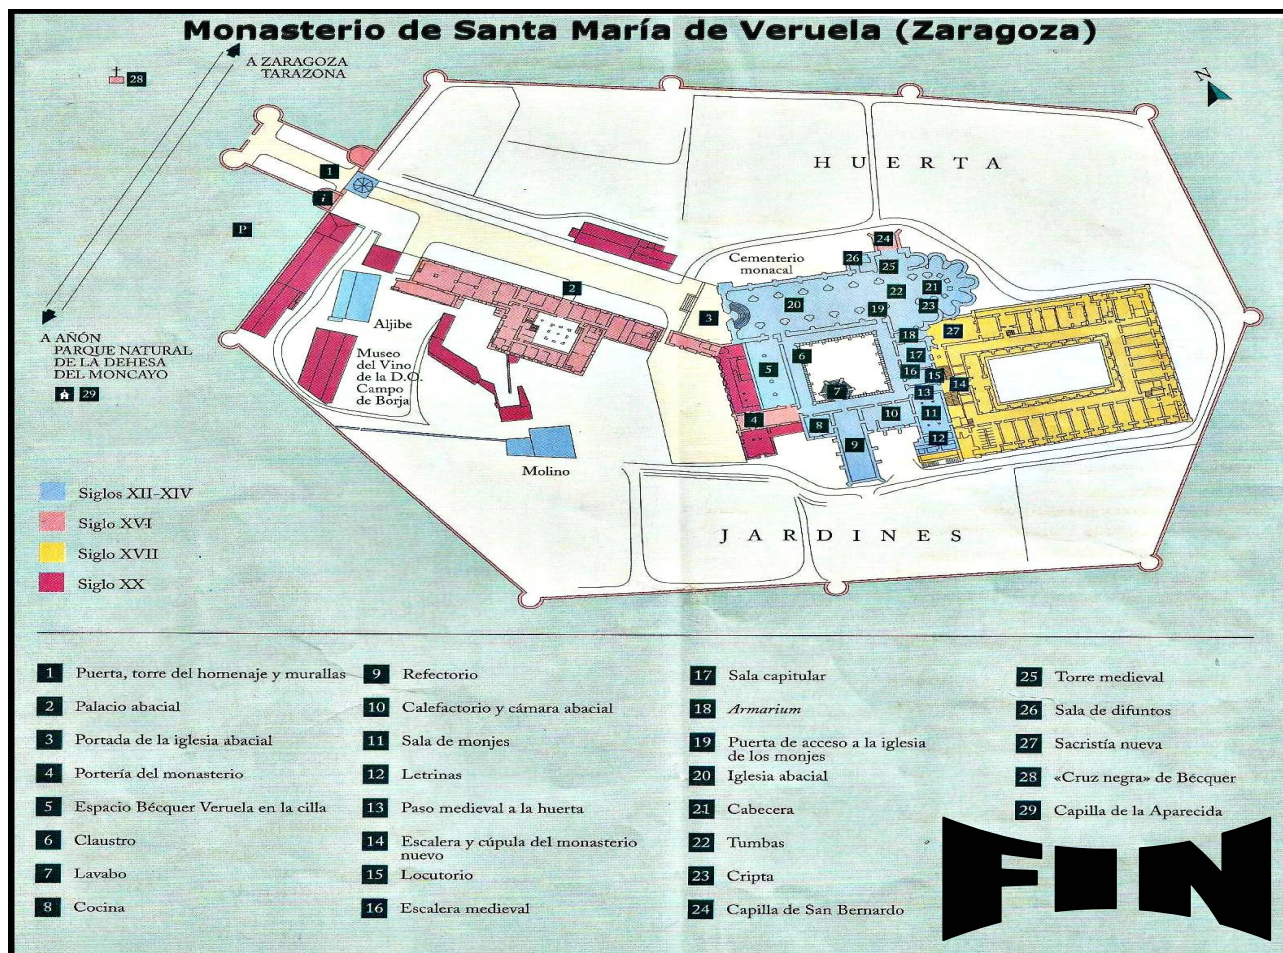 Monasterio de Santa María de Veruela (Zaragoza)
A ZARAGOZA
TARAZONA
28
N
HUERTA
1
i
P
24
Cementerio
monacal
26
25
2
21
22
20
23
19
3
27
18
Aljibe
A AÑÓN
PARQUE NATURAL
DE LA DEHESA
DEL MONCAYO
29
Museo
del Vino
de la D.O.
Campo
de Borja
6
17
5
16
15
14
7
13
4
8
10
11
9
12
Molino
JARDINES
Siglos XII-XIV
Siglo XVI
Siglo XVII
Siglo XX
1 Puerta, torre del homenaje y murallas
2 Palacio abacial
3 Portada de la iglesia abacial
4 Portería del monasterio
5 Espacio Bécquer Veruela en la cilla
6 Claustro
7 Lavabo
8 Cocina
9 Refectorio
10 Calefactorio y cámara abacial
11 Sala de monjes
12 Letrinas
13 Paso medieval a la huerta
14 Escalera y cúpula del monasterio
nuevo
15 Locutorio
16 Escalera medieval
17 Sala capitular
18 Armarium
19 Puerta de acceso a la iglesia
de los monjes
20 Iglesia abacial
21 Cabecera
22 Tumbas
23 Cripta
24 Capilla de San Bernardo
25 Torre medieval
26 Sala de difuntos
27 Sacristía nueva
28 «Cruz negra» de Bécquer
29 Capilla de la Aparecida
FIN